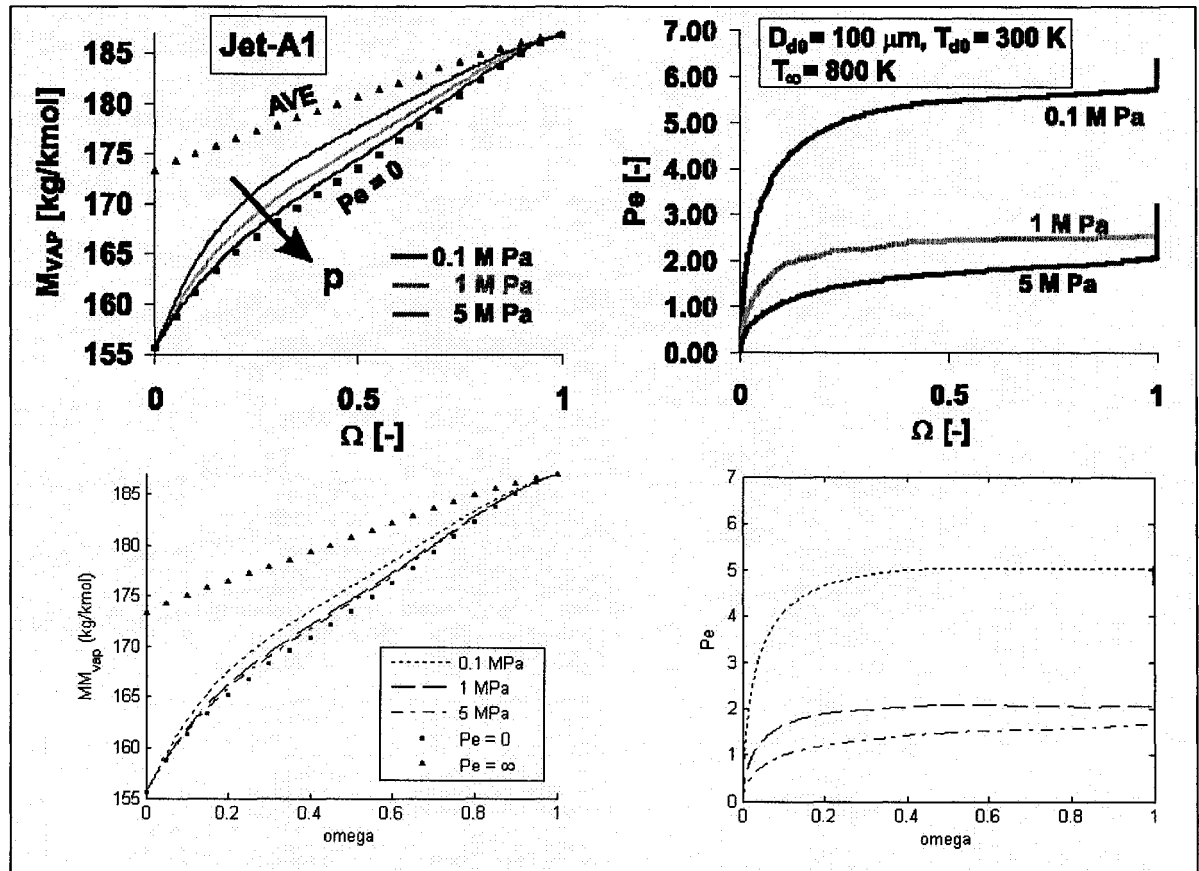 Jet-A1
AVE
Pe = 0
p
0.1 M Pa
1 M Pa
5 M Pa
185
180
175
170
165
160
155
MVAP [kg/kmol]
0 0.5 1
Ω [-]
Dd0 = 100 μm, Td0 = 300 K
T∞ = 800 K
7.00
6.00
5.00
4.00
3.00
2.00
1.00
0.00
Pe [-]
0.1 M Pa
1 M Pa
5 M Pa
0 0.5 1
Ω [-]
185
180
175
170
165
160
155
MMvap (kg/kmol)
0.1 MPa
1 MPa
5 MPa
Pe = 0
Pe = ∞
0 0.2 0.4 0.6 0.8 1
omega
7
6
5
4
3
2
1
0
Pe
0 0.2 0.4 0.6 0.8 1
omega